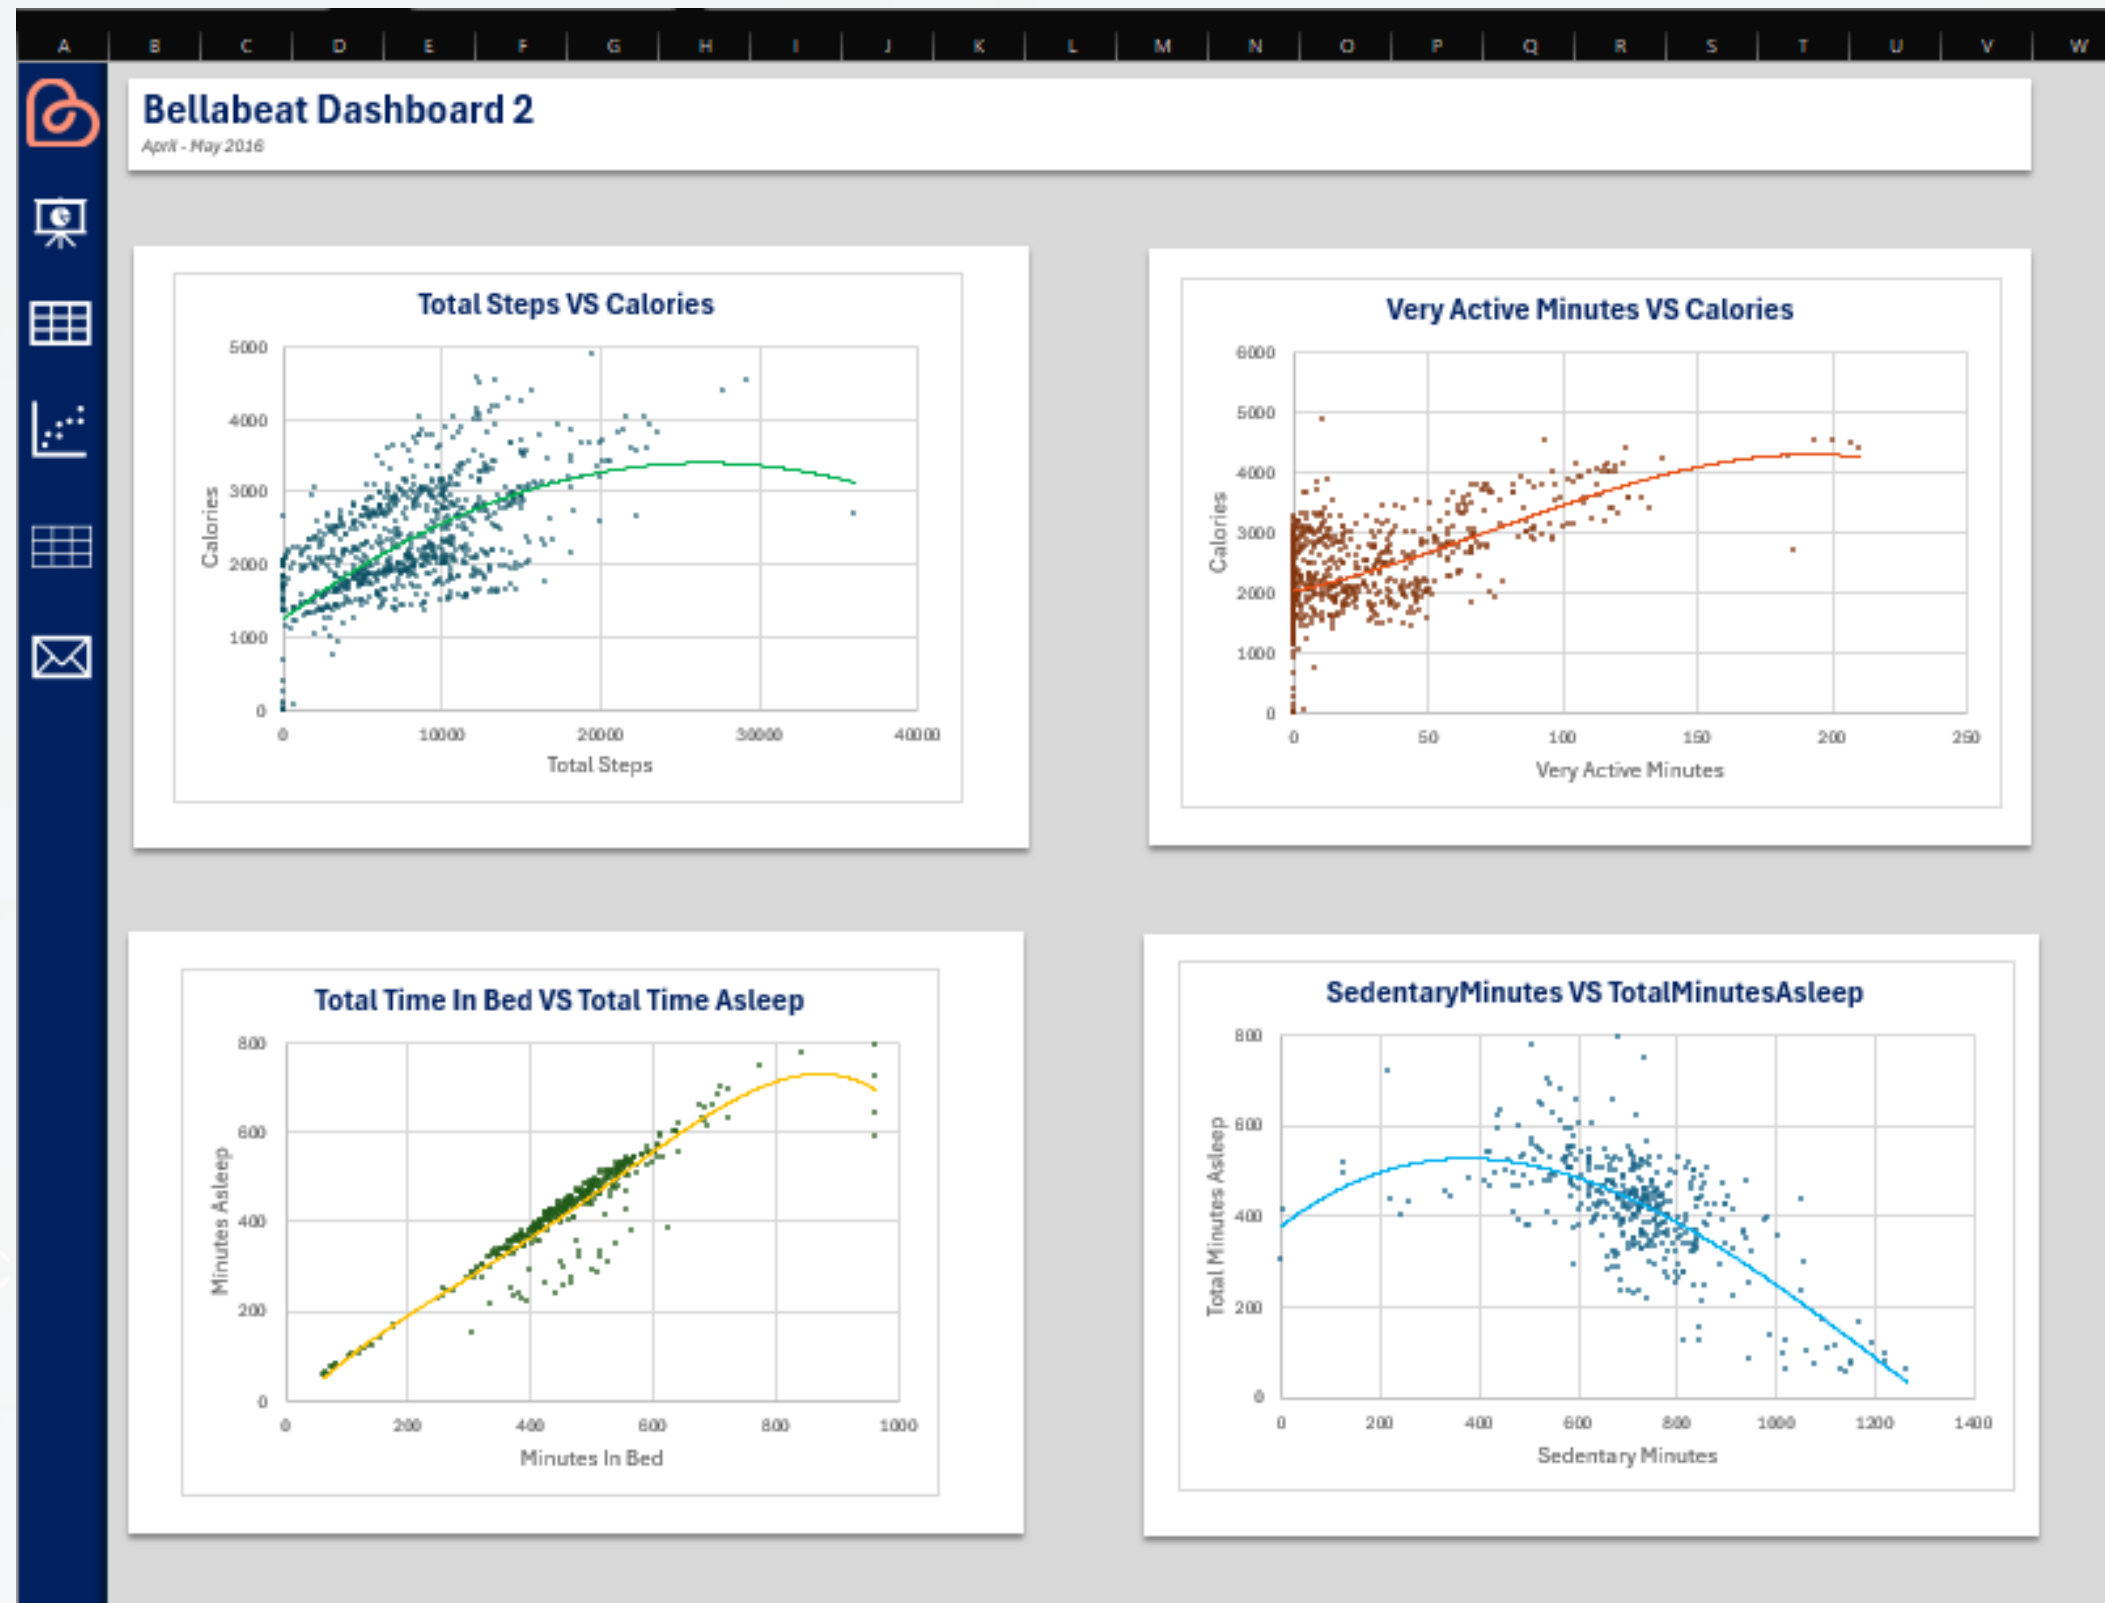 A B C D E F G H I J K L M N O P Q R S T U V W
Bellabeat Dashboard 2
April - May 2016
Total Steps VS Calories
5000
4000
3000
2000
1000
0
Calories
0 10000 20000 30000 40000
Total Steps
Very Active Minutes VS Calories
6000
5000
4000
3000
2000
1000
0
Calories
0 50 100 150 200 250
Very Active Minutes
Total Time In Bed VS Total Time Asleep
800
600
400
200
0
Minutes Asleep
0 200 400 600 800 1000
Minutes In Bed
SedentaryMinutes VS TotalMinutesAsleep
800
600
400
200
0
Total Minutes Asleep
0 200 400 600 800 1000 1200 1400
Sedentary Minutes